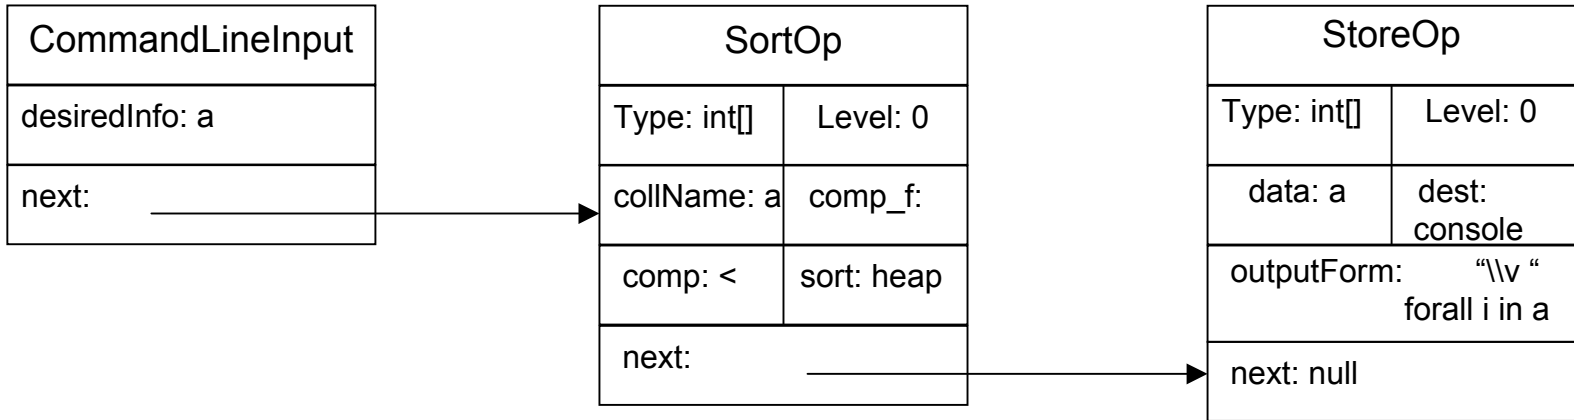 CommandLineInput
desiredInfo: a
next:
SortOp
Type: int[]
Level: 0
collName: a
comp_f:
comp: <
sort: heap
next:
StoreOp
Type: int[]
Level: 0
data: a
dest:
console
outputForm: “\\v “
forall i in a
next: null